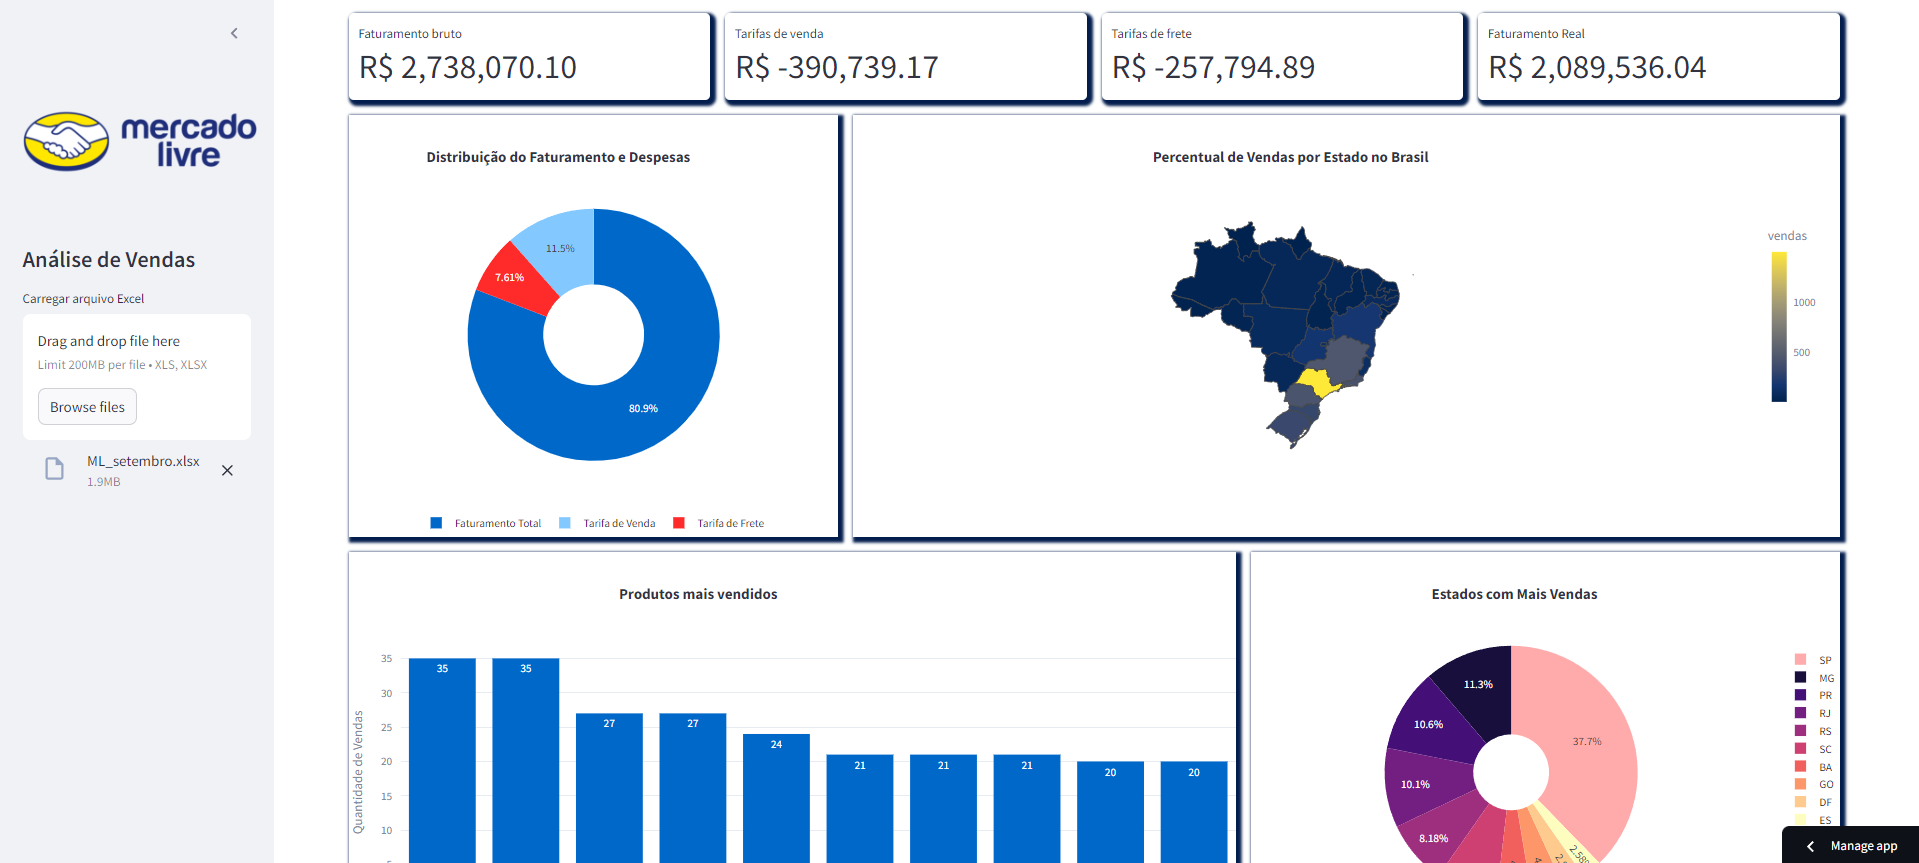 mercado
livre
Análise de Vendas
Carregar arquivo Excel
Drag and drop file here
Limit 200MB per file • XLS, XLSX
Browse files
ML_setembro.xlsx
1.9MB
Faturamento bruto
R$ 2,738,070.10
Tarifas de venda
R$ -390,739.17
Tarifas de frete
R$ -257,794.89
Faturamento Real
R$ 2,089,536.04
Distribuição do Faturamento e Despesas
11.5%
7.61%
80.9%
Faturamento Total
Tarifa de Venda
Tarifa de Frete
Percentual de Vendas por Estado no Brasil
vendas
1000
500
Produtos mais vendidos
Quantidade de Vendas
35
30
25
20
15
10
35
35
27
27
24
21
21
21
20
20
Estados com Mais Vendas
11.3%
37.7%
10.6%
10.1%
8.18%
SP
MG
PR
RJ
RS
SC
BA
GO
DF
ES
Manage app